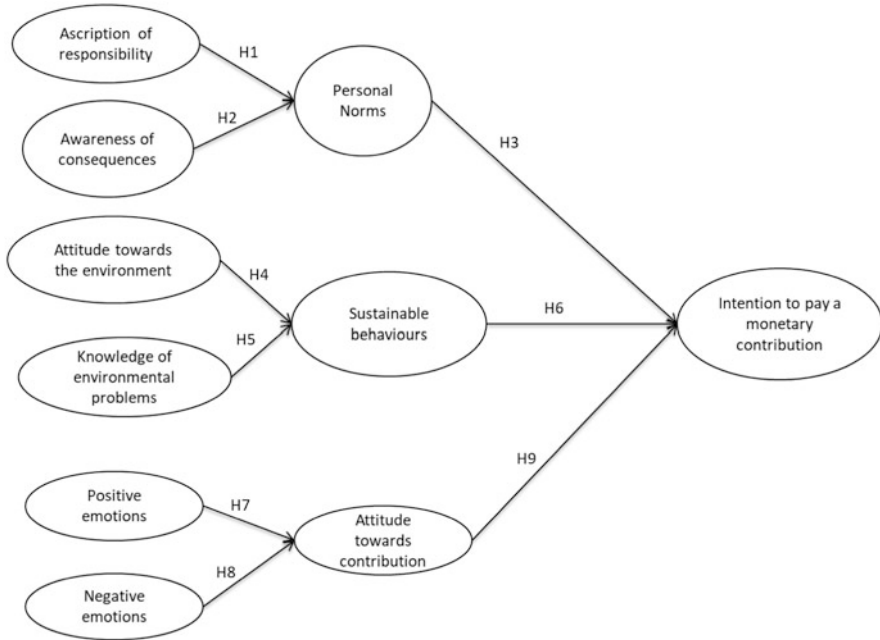 Ascription of
responsibility
H1
H2
Awareness of
consequences
Personal
Norms
H3
Attitude towards
the environment
H4
H5
Knowledge of
environmental
problems
Sustainable
behaviours
H6
Intention to pay a
monetary
contribution
H9
Positive
emotions
H7
H8
Negative
emotions
Attitude
towards
contribution